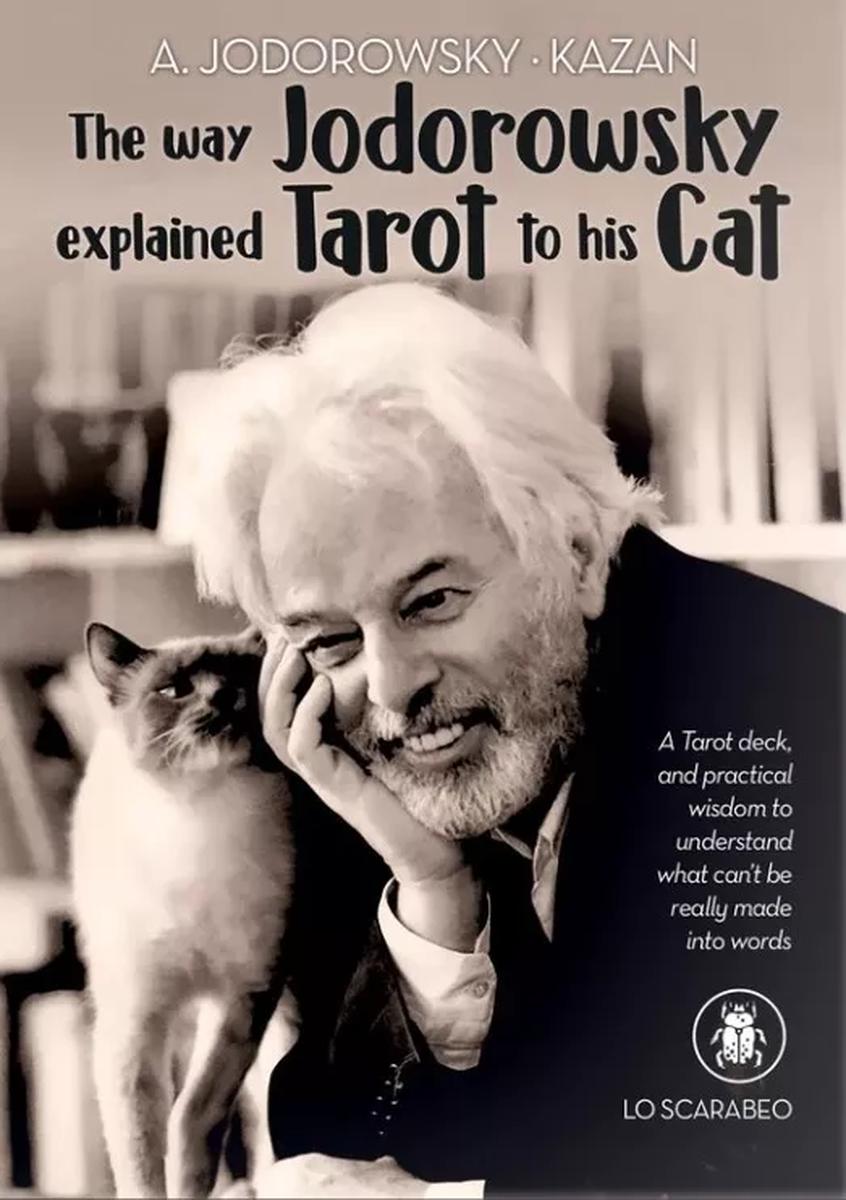 A. JODOROWSKY · KAZAN
The way Jodorowsky
explained Tarot to his Cat
A Tarot deck,
and practical
wisdom to
understand
what can't be
really made
into words
LO SCARABEO